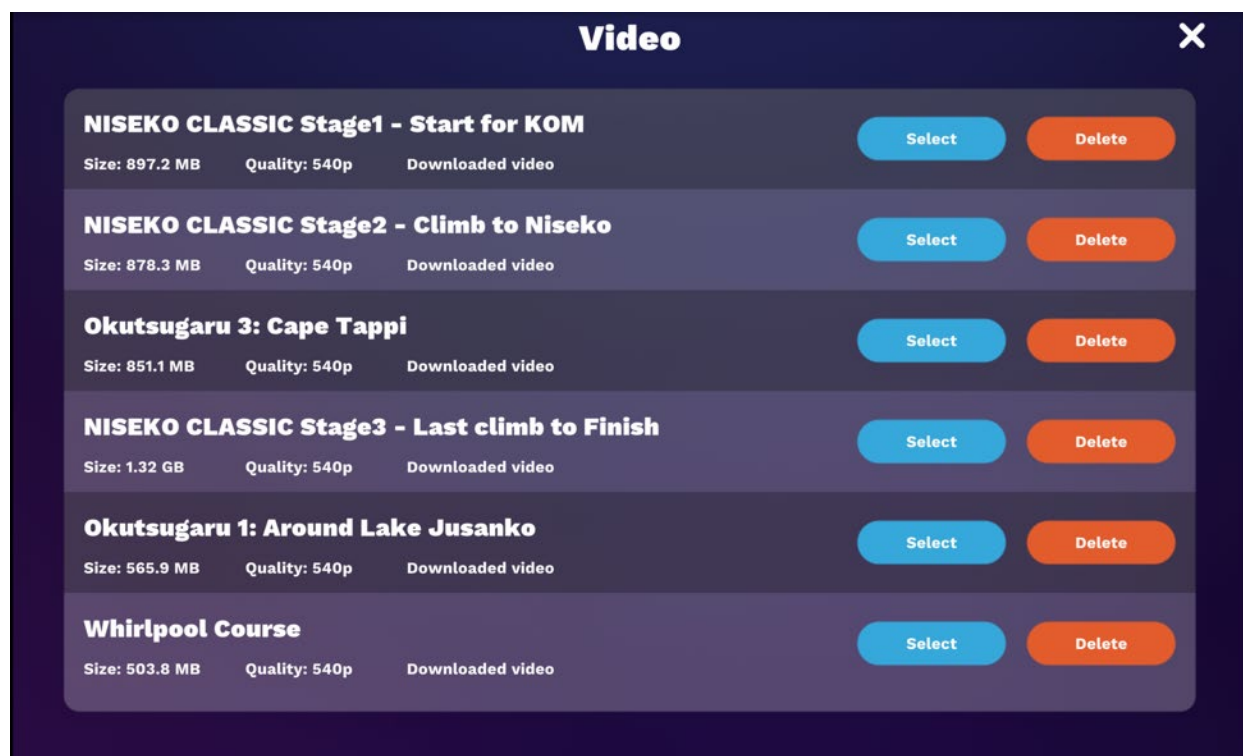 Video
NISEKO CLASSIC Stage1 - Start for KOM
Size: 897.2 MB Quality: 540p Downloaded video
Select Delete
NISEKO CLASSIC Stage2 - Climb to Niseko
Size: 878.3 MB Quality: 540p Downloaded video
Select Delete
Okutsugaru 3: Cape Tappi
Size: 851.1 MB Quality: 540p Downloaded video
Select Delete
NISEKO CLASSIC Stage3 - Last climb to Finish
Size: 1.32 GB Quality: 540p Downloaded video
Select Delete
Okutsugaru 1: Around Lake Jusanko
Size: 565.9 MB Quality: 540p Downloaded video
Select Delete
Whirlpool Course
Size: 503.8 MB Quality: 540p Downloaded video
Select Delete